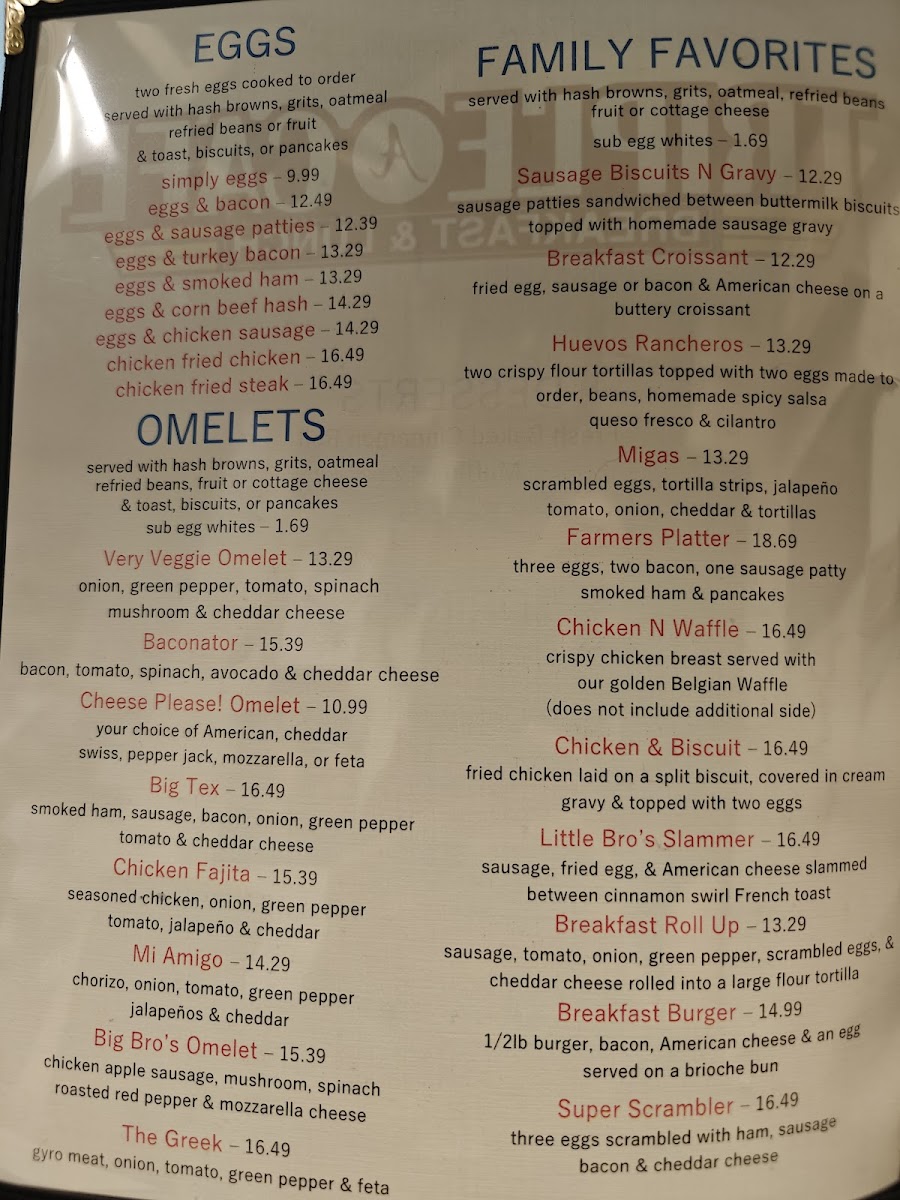 EGGS
two fresh eggs cooked to order
served with hash browns, grits, oatmeal
refried beans or fruit
& toast, biscuits, or pancakes
simply eggs – 9.99
eggs & bacon – 12.49
eggs & sausage patties – 12.39
eggs & turkey bacon – 13.29
eggs & smoked ham – 13.29
eggs & corn beef hash – 14.29
eggs & chicken sausage – 14.29
chicken fried chicken – 16.49
chicken fried steak – 16.49
OMELETS
served with hash browns, grits, oatmeal
refried beans, fruit or cottage cheese
& toast, biscuits, or pancakes
sub egg whites – 1.69
Very Veggie Omelet – 13.29
onion, green pepper, tomato, spinach
mushroom & cheddar cheese
Baconator – 15.39
bacon, tomato, spinach, avocado & cheddar cheese
Cheese Please! Omelet – 10.99
your choice of American, cheddar
swiss, pepper jack, mozzarella, or feta
Big Tex – 16.49
smoked ham, sausage, bacon, onion, green pepper
tomato & cheddar cheese
Chicken Fajita – 15.39
seasoned chicken, onion, green pepper
tomato, jalapeño & cheddar
Mi Amigo – 14.29
chorizo, onion, tomato, green pepper
jalapeños & cheddar
Big Bro's Omelet – 15.39
chicken apple sausage, mushroom, spinach
roasted red pepper & mozzarella cheese
The Greek – 16.49
gyro meat, onion, tomato, green pepper & feta
FAMILY FAVORITES
served with hash browns, grits, oatmeal, refried beans
fruit or cottage cheese
sub egg whites – 1.69
Sausage Biscuits N Gravy – 12.29
sausage patties sandwiched between buttermilk biscuits
topped with homemade sausage gravy
Breakfast Croissant – 12.29
fried egg, sausage or bacon & American cheese on a
buttery croissant
Huevos Rancheros – 13.29
two crispy flour tortillas topped with two eggs made to
order, beans, homemade spicy salsa
queso fresco & cilantro
Migas – 13.29
scrambled eggs, tortilla strips, jalapeño
tomato, onion, cheddar & tortillas
Farmers Platter – 18.69
three eggs, two bacon, one sausage patty
smoked ham & pancakes
Chicken N Waffle – 16.49
crispy chicken breast served with
our golden Belgian Waffle
(does not include additional side)
Chicken & Biscuit – 16.49
fried chicken laid on a split biscuit, covered in cream
gravy & topped with two eggs
Little Bro's Slammer – 16.49
sausage, fried egg, & American cheese slammed
between cinnamon swirl French toast
Breakfast Roll Up – 13.29
sausage, tomato, onion, green pepper, scrambled eggs, &
cheddar cheese rolled into a large flour tortilla
Breakfast Burger – 14.99
1/2lb burger, bacon, American cheese & an egg
served on a brioche bun
Super Scrambler – 16.49
three eggs scrambled with ham, sausage
bacon & cheddar cheese